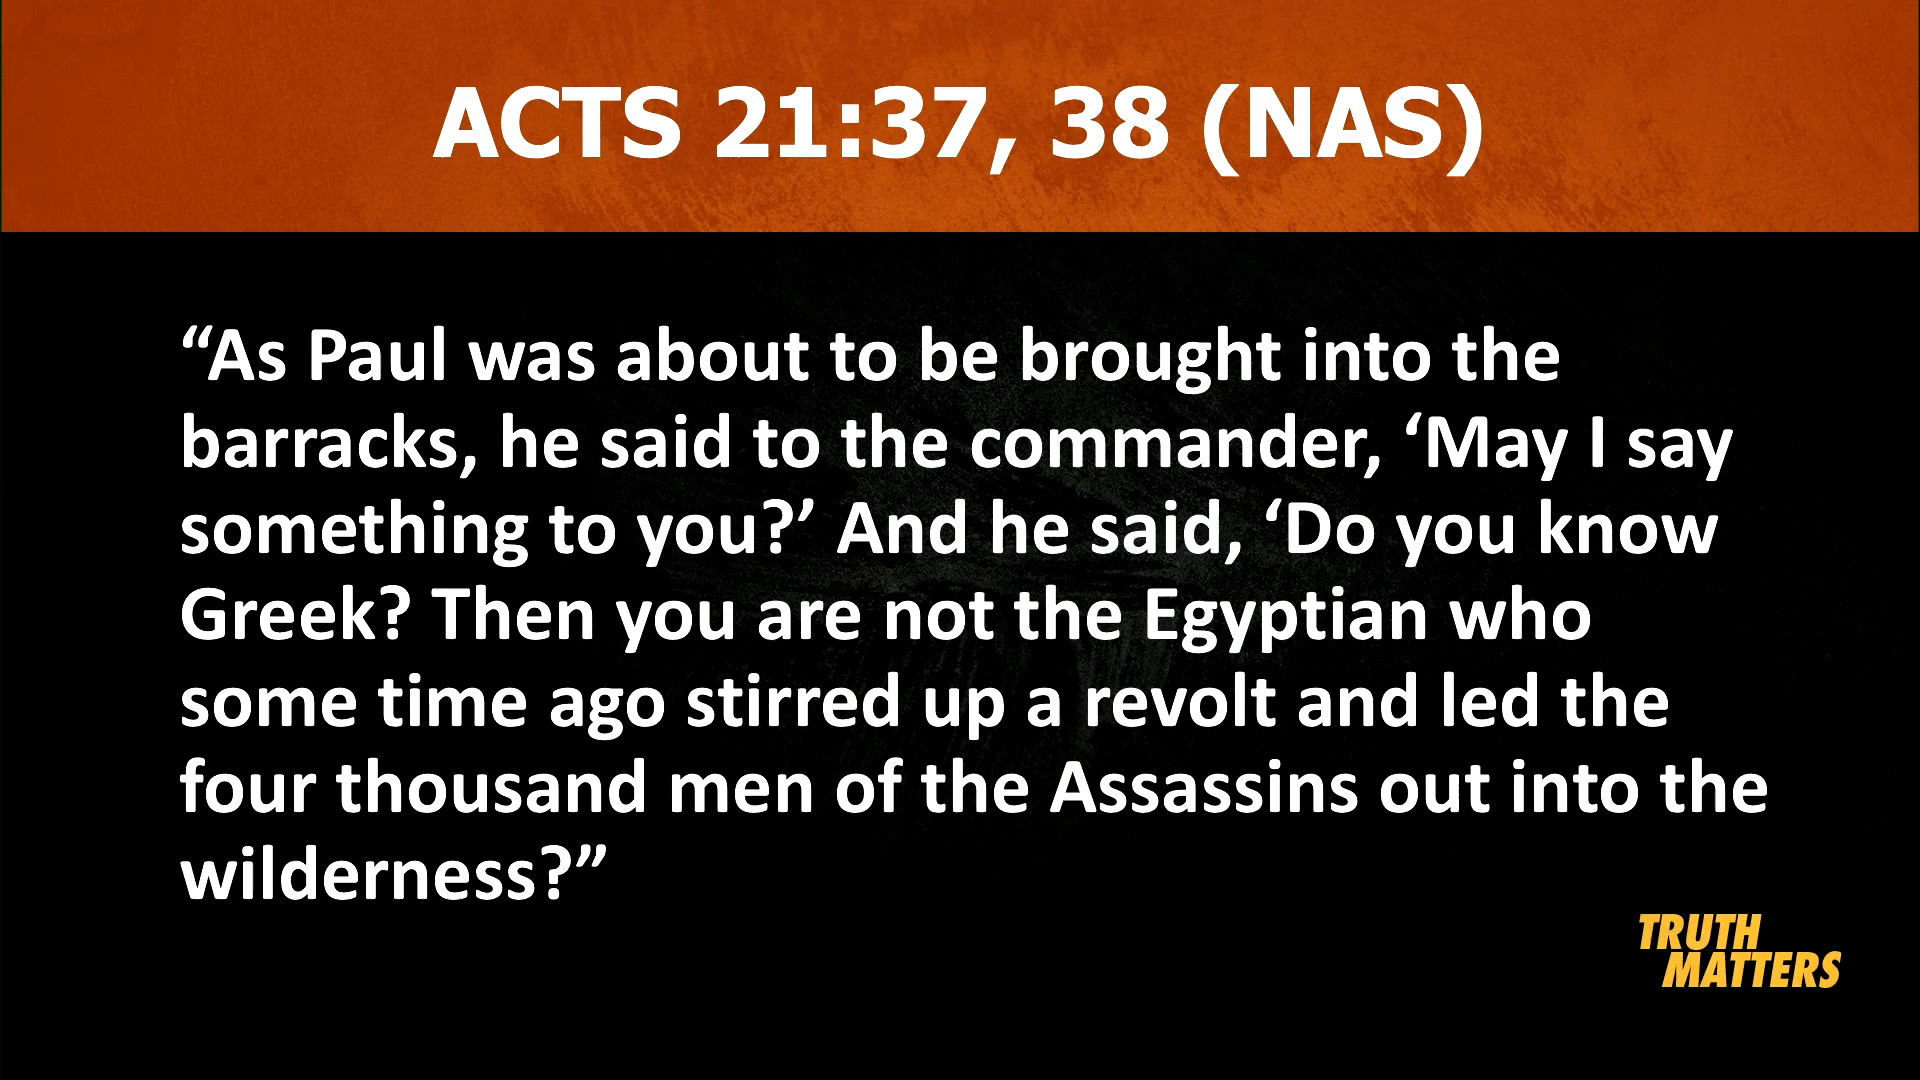 ACTS 21:37, 38 (NAS)
“As Paul was about to be brought into the
barracks, he said to the commander, ‘May I say
something to you?’ And he said, ‘Do you know
Greek? Then you are not the Egyptian who
some time ago stirred up a revolt and led the
four thousand men of the Assassins out into the
wilderness?”
TRUTH
MATTERS